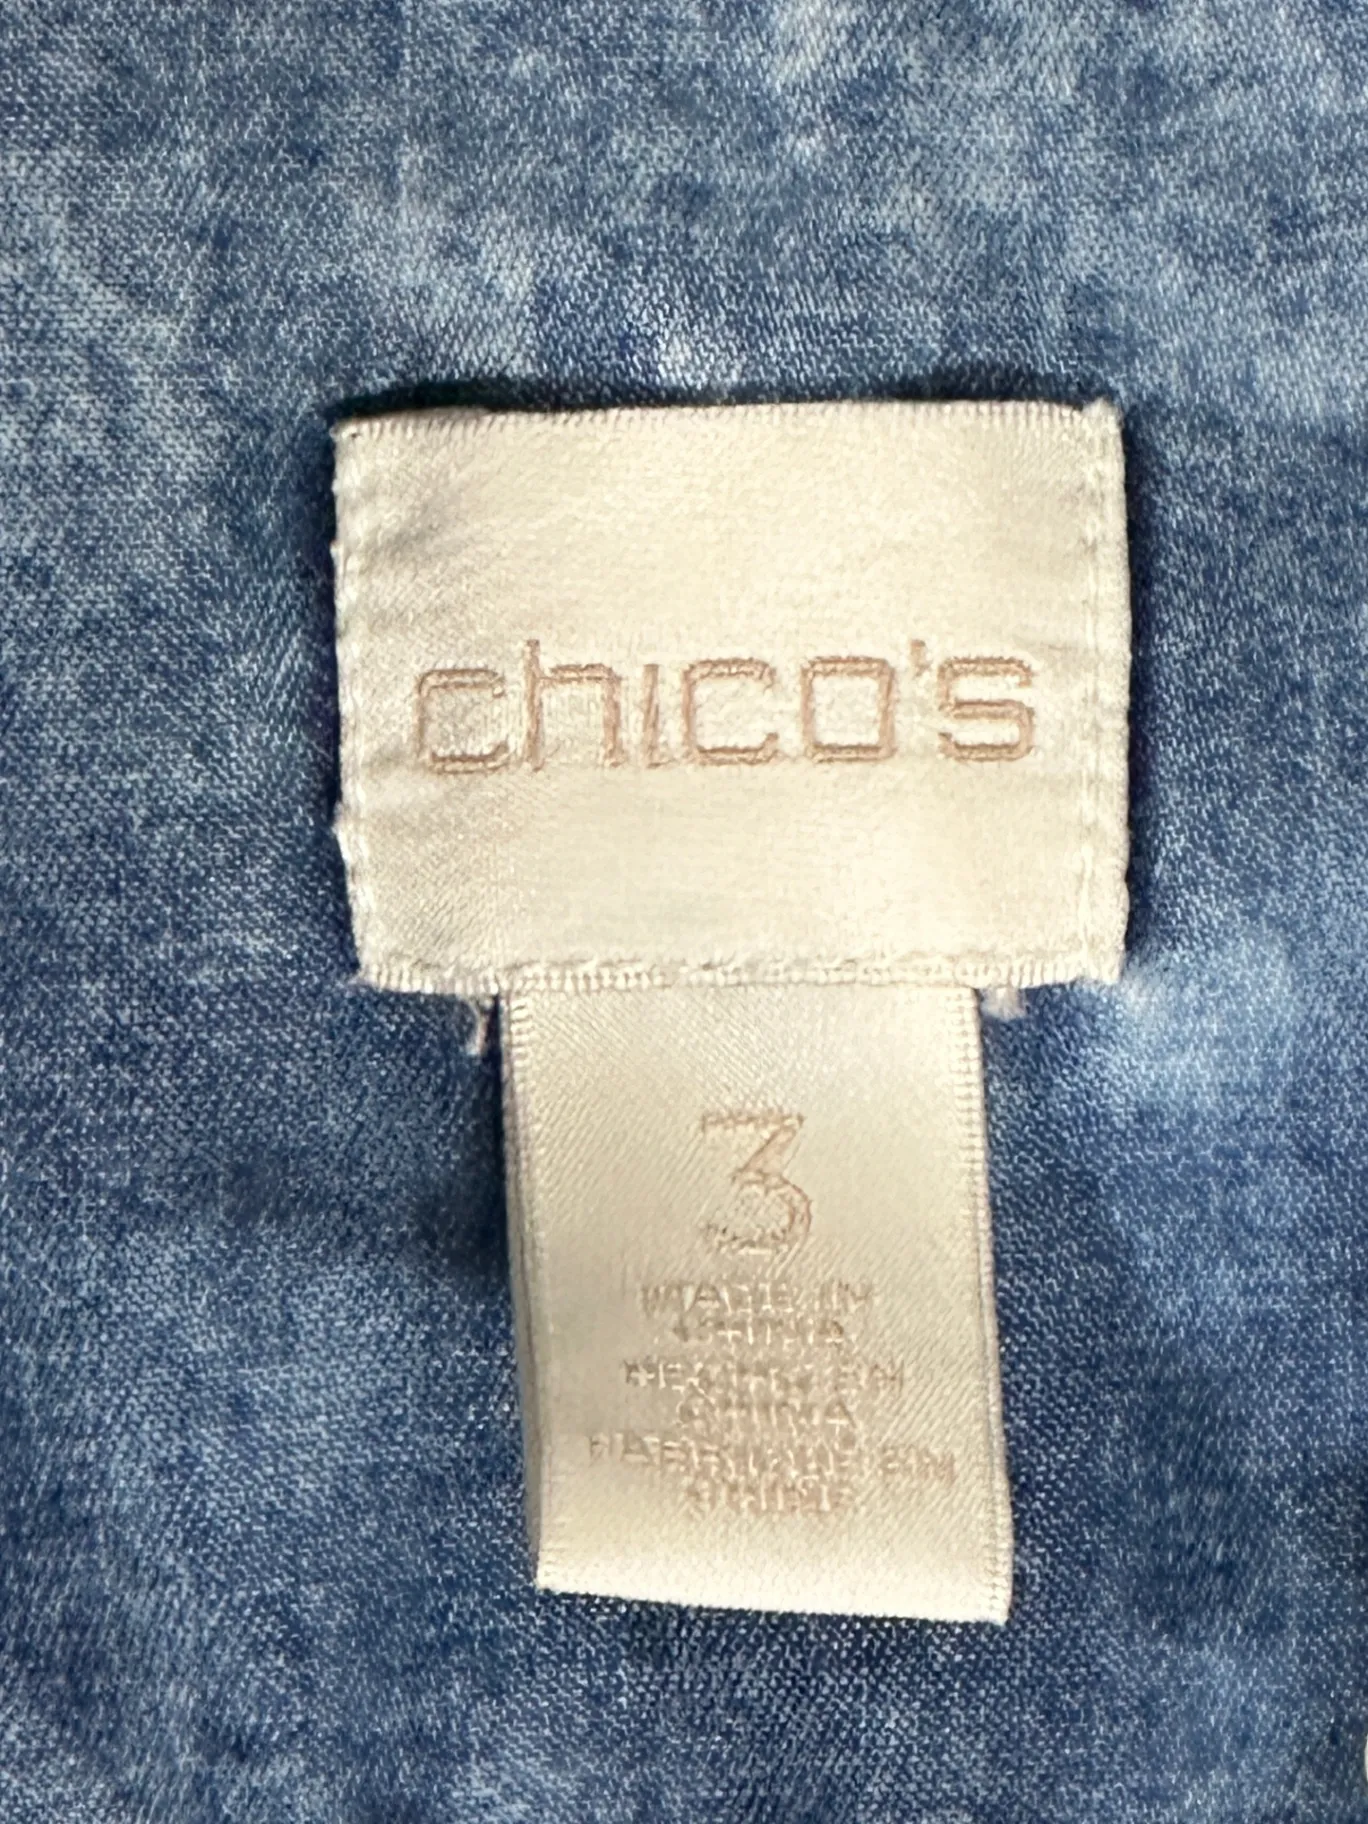 chico's
3
MADE IN
CHINA
HECHO EN
CHINA
FABRIQUE EN
CHINE